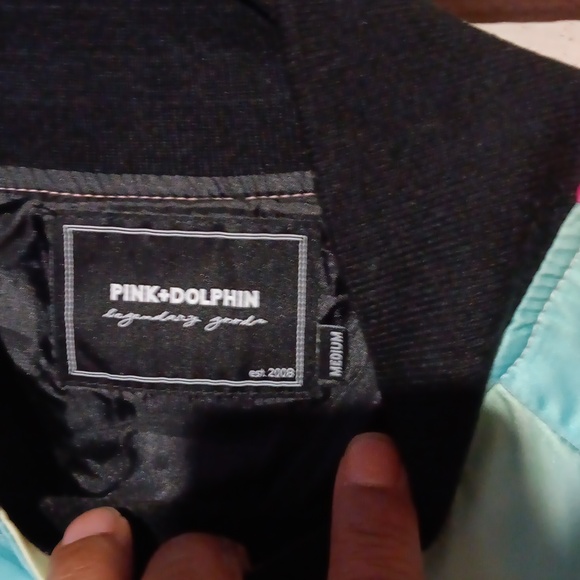 PINK+DOLPHIN
legendary goods
est. 2008
MEDIUM